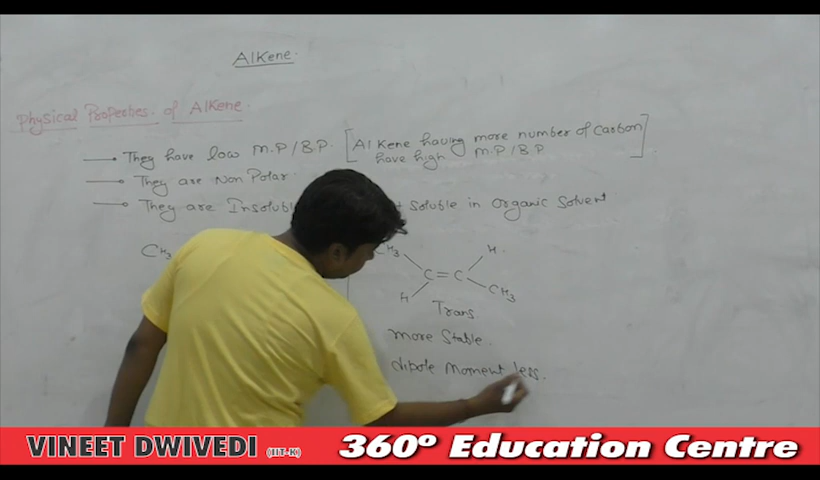 Alkene.
Physical Properties. of Alkene.
They have low M.P/B.P. [Alkene having more number of Carbon
have high M.P/B.P]
They are Non Polar.
They are Insolub soluble in organic Solvent
CH3 H3 H
C=C
H CH3
Trans
more Stable.
dipole Moment less.
VINEET DWIVEDI (IIT-K) 360º Education Centre